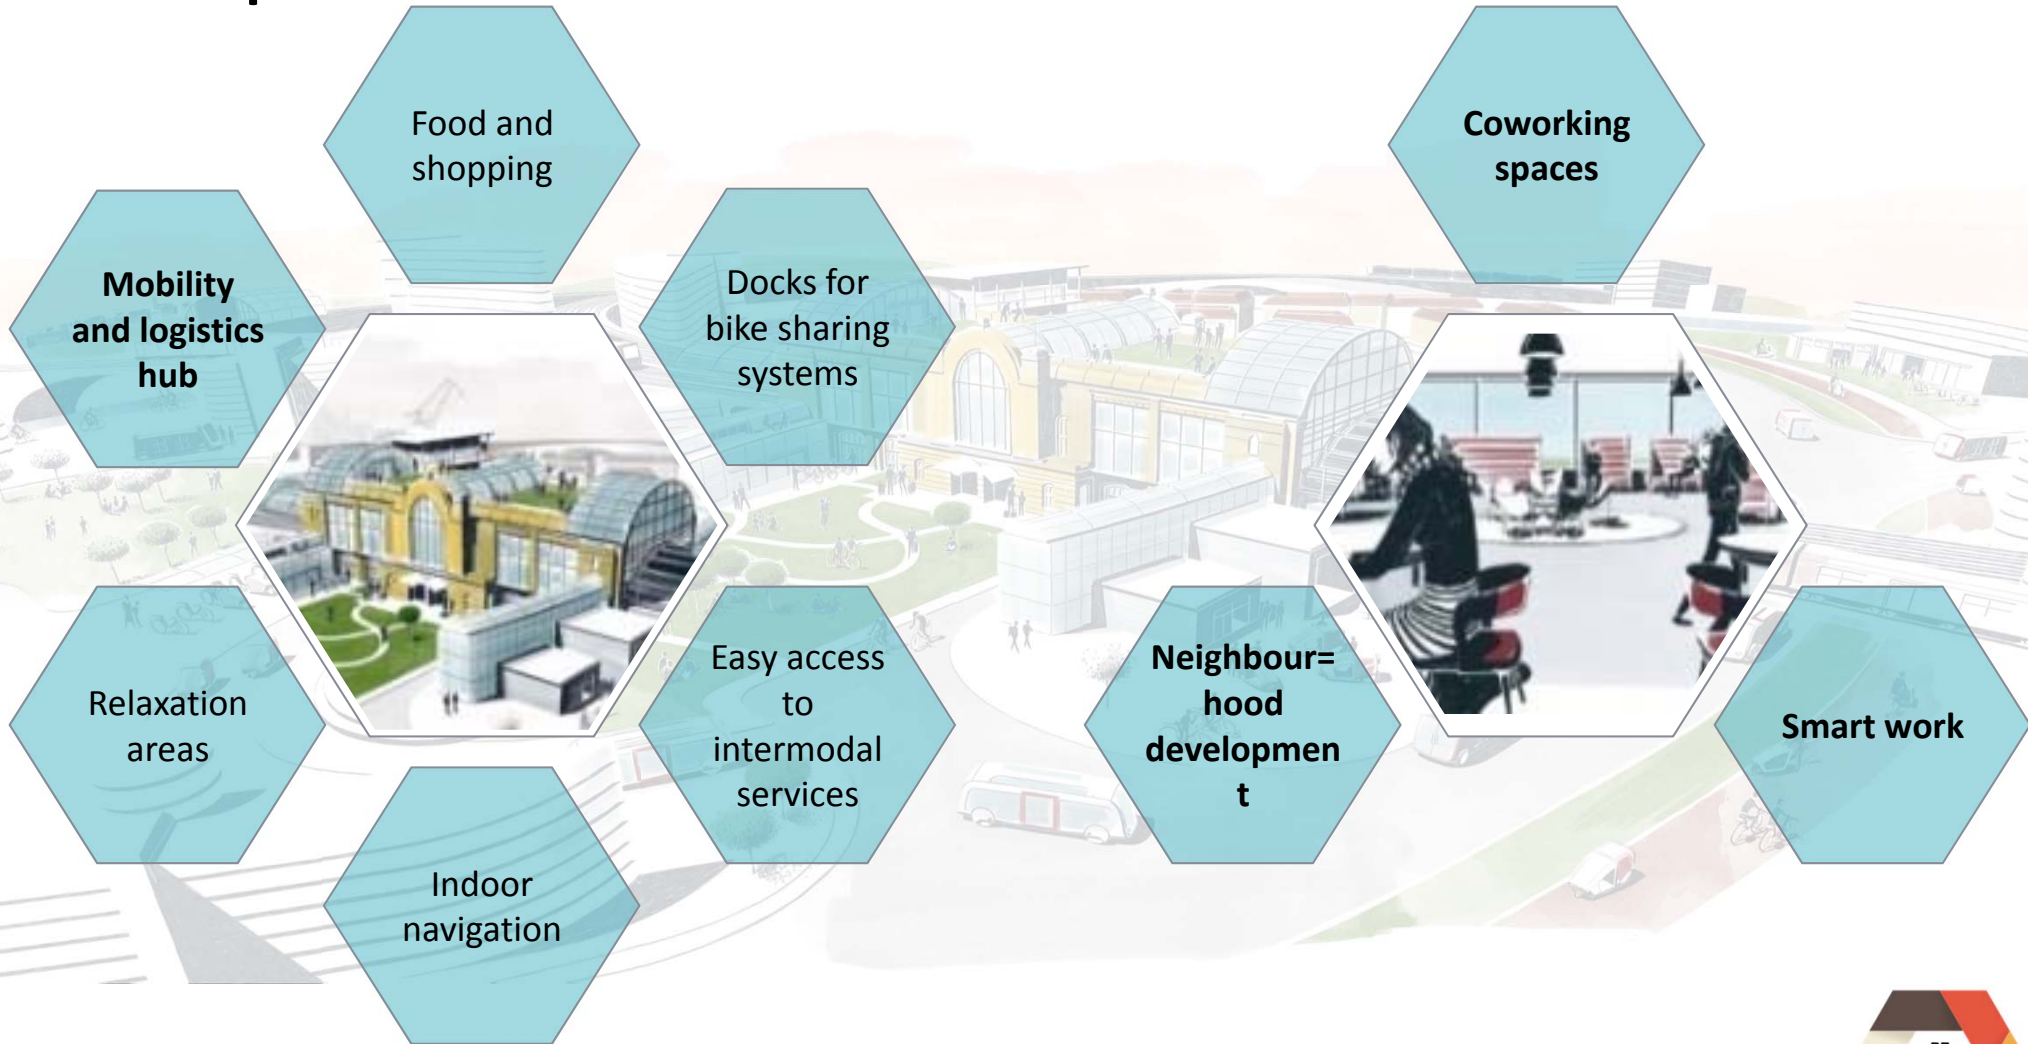 Food and
shopping
Coworking
spaces
Mobility
and logistics
hub
Docks for
bike sharing
systems
Relaxation
areas
Easy access
to
intermodal
services
Neighbour=
hood
developmen
t
Smart work
Indoor
navigation